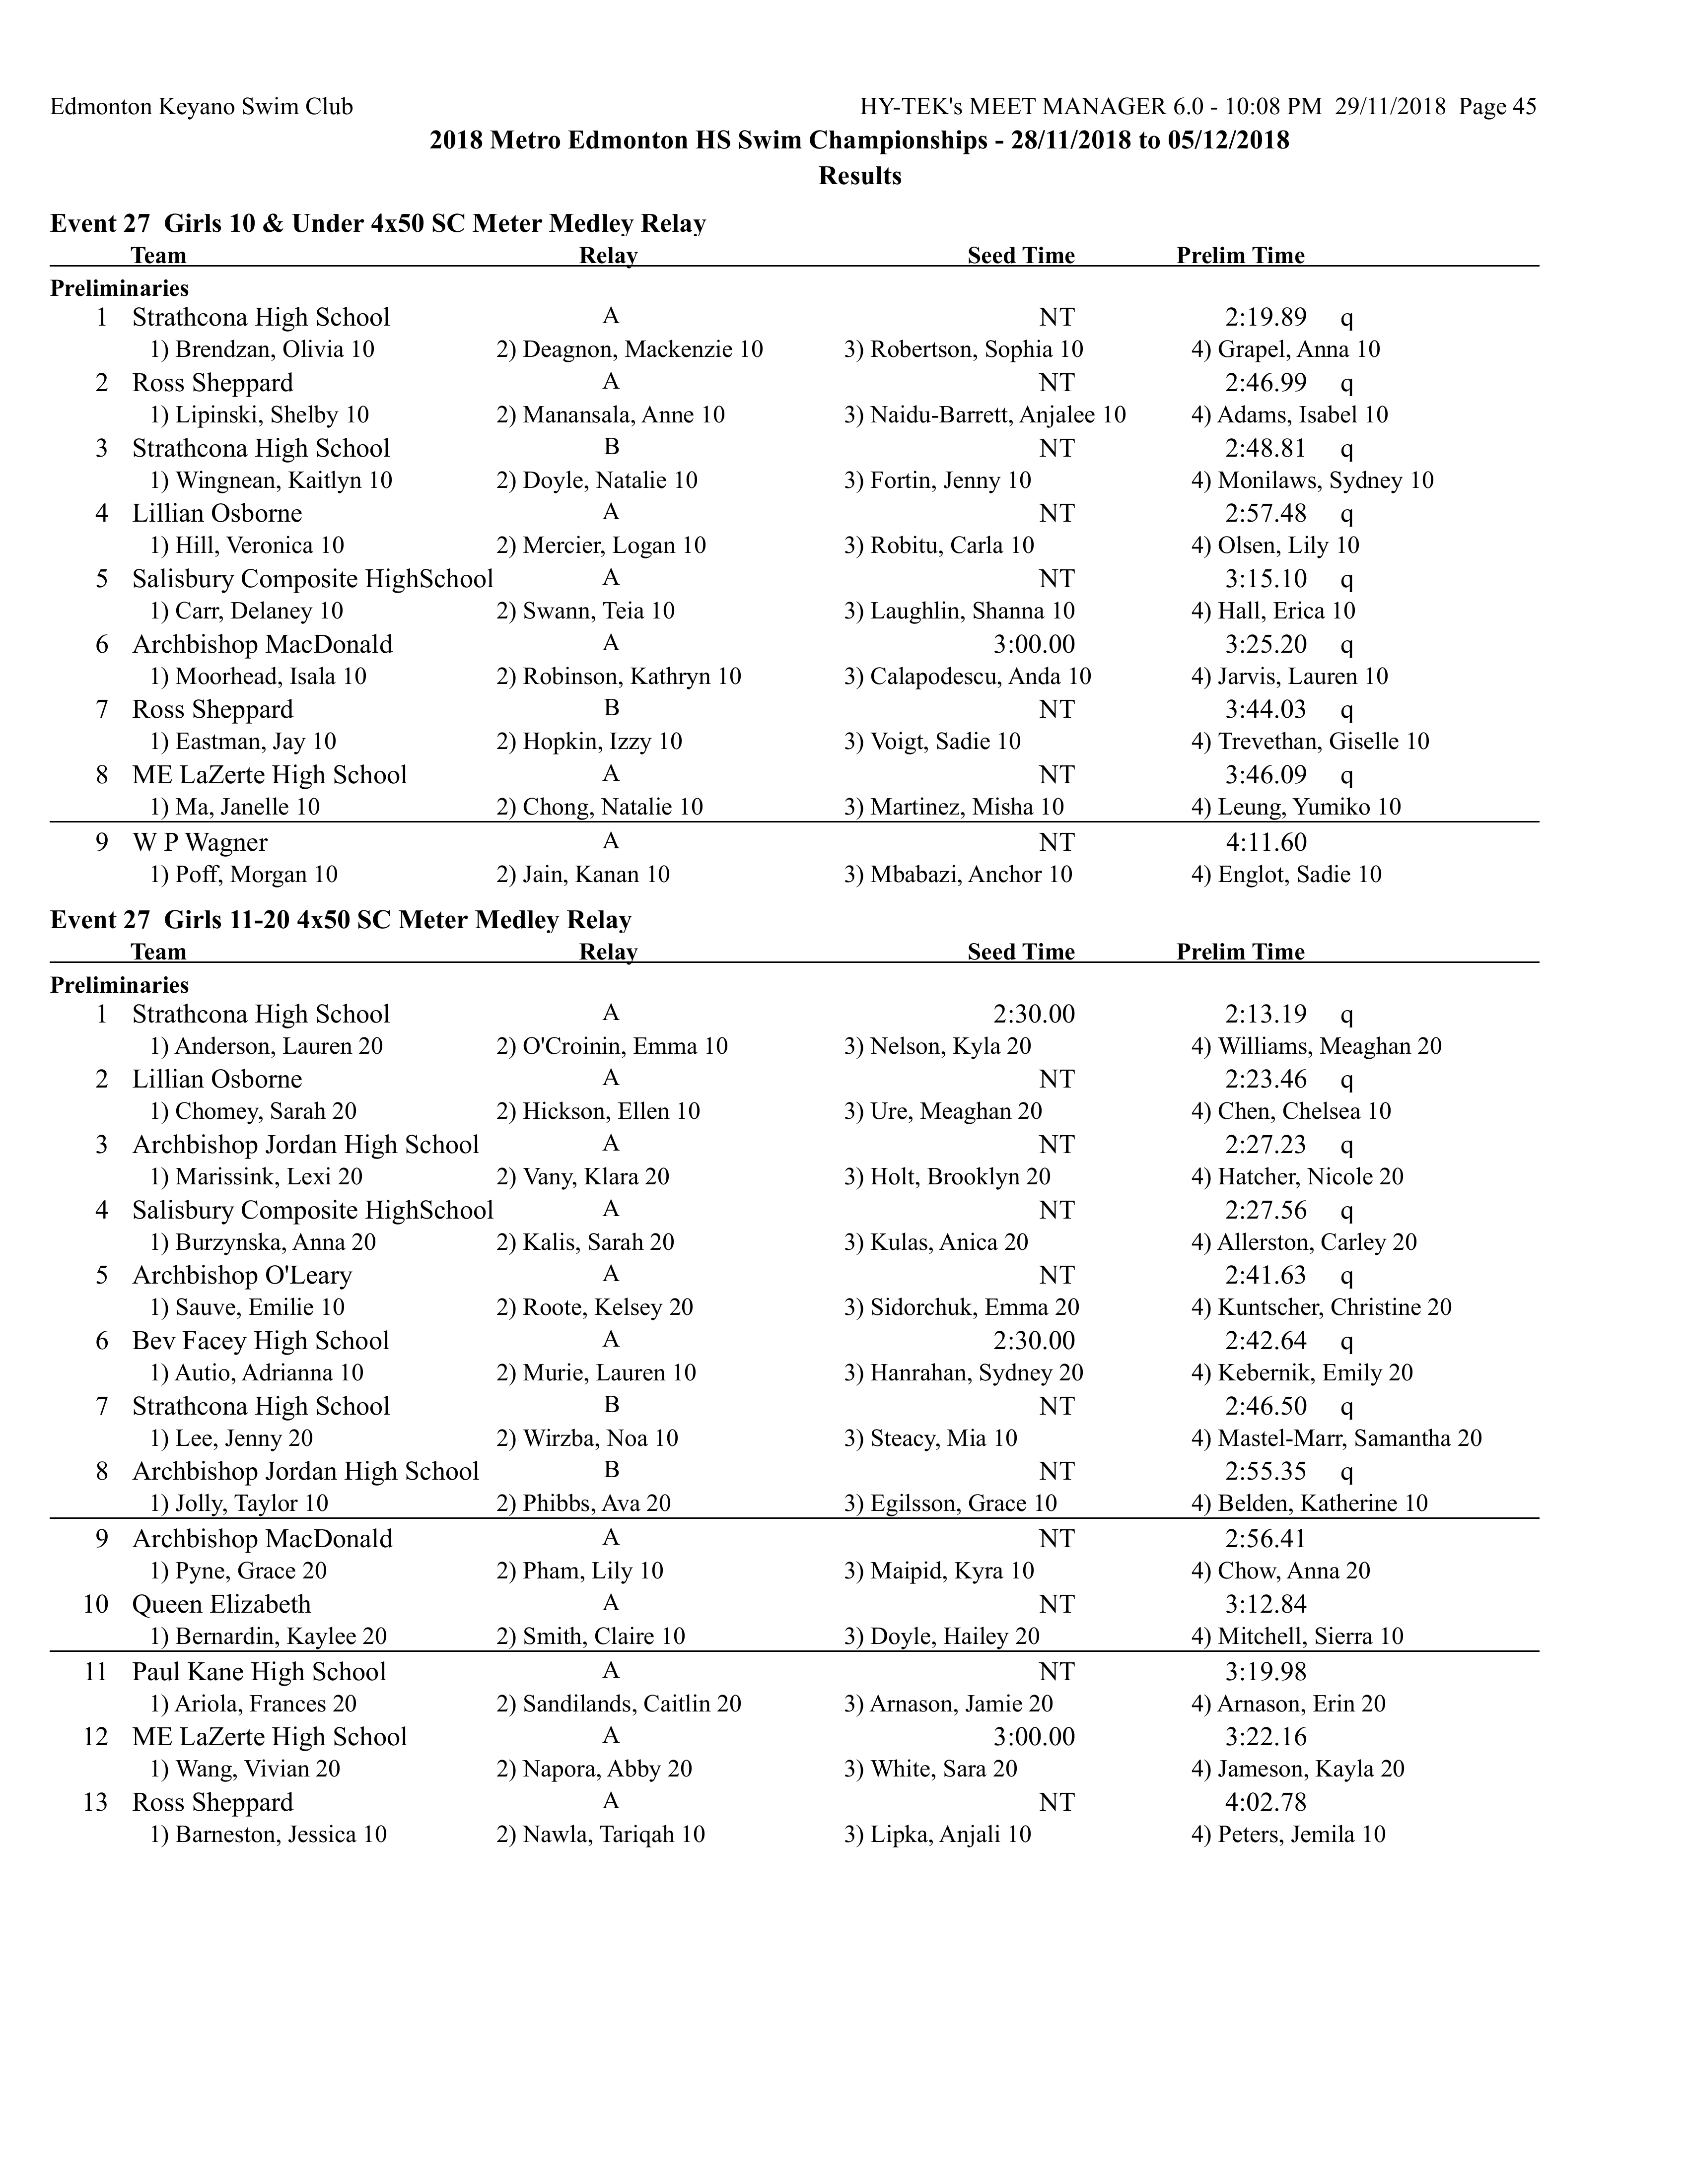 Edmonton Keyano Swim Club HY-TEK's MEET MANAGER 6.0 - 10:08 PM 29/11/2018 Page 45
2018 Metro Edmonton HS Swim Championships - 28/11/2018 to 05/12/2018
Results
Event 27 Girls 10 & Under 4x50 SC Meter Medley Relay
Team Relay Seed Time Prelim Time
Preliminaries
1 Strathcona High School A NT 2:19.89 q
1) Brendzan, Olivia 10 2) Deagnon, Mackenzie 10 3) Robertson, Sophia 10 4) Grapel, Anna 10
2 Ross Sheppard A NT 2:46.99 q
1) Lipinski, Shelby 10 2) Manansala, Anne 10 3) Naidu-Barrett, Anjalee 10 4) Adams, Isabel 10
3 Strathcona High School B NT 2:48.81 q
1) Wingnean, Kaitlyn 10 2) Doyle, Natalie 10 3) Fortin, Jenny 10 4) Monilaws, Sydney 10
4 Lillian Osborne A NT 2:57.48 q
1) Hill, Veronica 10 2) Mercier, Logan 10 3) Robitu, Carla 10 4) Olsen, Lily 10
5 Salisbury Composite HighSchool A NT 3:15.10 q
1) Carr, Delaney 10 2) Swann, Teia 10 3) Laughlin, Shanna 10 4) Hall, Erica 10
6 Archbishop MacDonald A 3:00.00 3:25.20 q
1) Moorhead, Isala 10 2) Robinson, Kathryn 10 3) Calapodescu, Anda 10 4) Jarvis, Lauren 10
7 Ross Sheppard B NT 3:44.03 q
1) Eastman, Jay 10 2) Hopkin, Izzy 10 3) Voigt, Sadie 10 4) Trevethan, Giselle 10
8 ME LaZerte High School A NT 3:46.09 q
1) Ma, Janelle 10 2) Chong, Natalie 10 3) Martinez, Misha 10 4) Leung, Yumiko 10
9 W P Wagner A NT 4:11.60
1) Poff, Morgan 10 2) Jain, Kanan 10 3) Mbabazi, Anchor 10 4) Englot, Sadie 10
Event 27 Girls 11-20 4x50 SC Meter Medley Relay
Team Relay Seed Time Prelim Time
Preliminaries
1 Strathcona High School A 2:30.00 2:13.19 q
1) Anderson, Lauren 20 2) O'Croinin, Emma 10 3) Nelson, Kyla 20 4) Williams, Meaghan 20
2 Lillian Osborne A NT 2:23.46 q
1) Chomey, Sarah 20 2) Hickson, Ellen 10 3) Ure, Meaghan 20 4) Chen, Chelsea 10
3 Archbishop Jordan High School A NT 2:27.23 q
1) Marissink, Lexi 20 2) Vany, Klara 20 3) Holt, Brooklyn 20 4) Hatcher, Nicole 20
4 Salisbury Composite HighSchool A NT 2:27.56 q
1) Burzynska, Anna 20 2) Kalis, Sarah 20 3) Kulas, Anica 20 4) Allerston, Carley 20
5 Archbishop O'Leary A NT 2:41.63 q
1) Sauve, Emilie 10 2) Roote, Kelsey 20 3) Sidorchuk, Emma 20 4) Kuntscher, Christine 20
6 Bev Facey High School A 2:30.00 2:42.64 q
1) Autio, Adrianna 10 2) Murie, Lauren 10 3) Hanrahan, Sydney 20 4) Kebernik, Emily 20
7 Strathcona High School B NT 2:46.50 q
1) Lee, Jenny 20 2) Wirzba, Noa 10 3) Steacy, Mia 10 4) Mastel-Marr, Samantha 20
8 Archbishop Jordan High School B NT 2:55.35 q
1) Jolly, Taylor 10 2) Phibbs, Ava 20 3) Egilsson, Grace 10 4) Belden, Katherine 10
9 Archbishop MacDonald A NT 2:56.41
1) Pyne, Grace 20 2) Pham, Lily 10 3) Maipid, Kyra 10 4) Chow, Anna 20
10 Queen Elizabeth A NT 3:12.84
1) Bernardin, Kaylee 20 2) Smith, Claire 10 3) Doyle, Hailey 20 4) Mitchell, Sierra 10
11 Paul Kane High School A NT 3:19.98
1) Ariola, Frances 20 2) Sandilands, Caitlin 20 3) Arnason, Jamie 20 4) Arnason, Erin 20
12 ME LaZerte High School A 3:00.00 3:22.16
1) Wang, Vivian 20 2) Napora, Abby 20 3) White, Sara 20 4) Jameson, Kayla 20
13 Ross Sheppard A NT 4:02.78
1) Barneston, Jessica 10 2) Nawla, Tariqah 10 3) Lipka, Anjali 10 4) Peters, Jemila 10